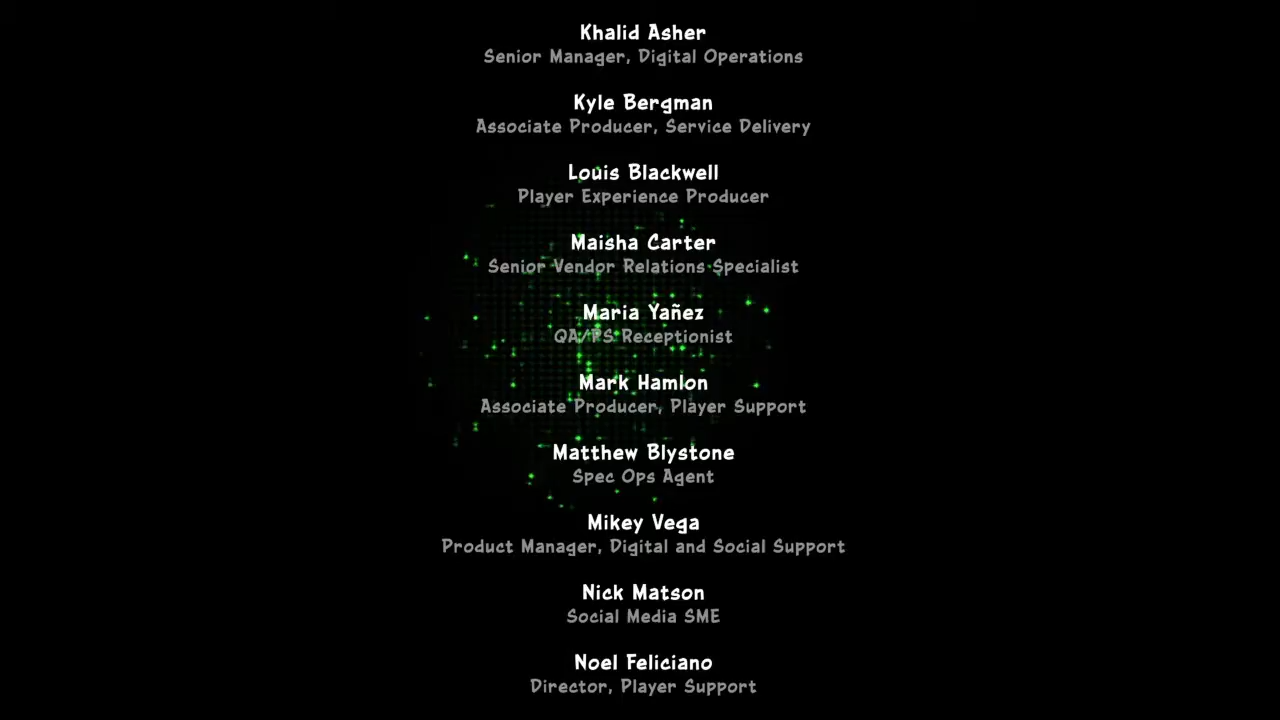 Khalid Asher
Senior Manager, Digital Operations
Kyle Bergman
Associate Producer, Service Delivery
Louis Blackwell
Player Experience Producer
Maisha Carter
Senior Vendor Relations Specialist
Maria Yañez
QA/PS Receptionist
Mark Hamlon
Associate Producer, Player Support
Matthew Blystone
Spec Ops Agent
Mikey Vega
Product Manager, Digital and Social Support
Nick Matson
Social Media SME
Noel Feliciano
Director, Player Support